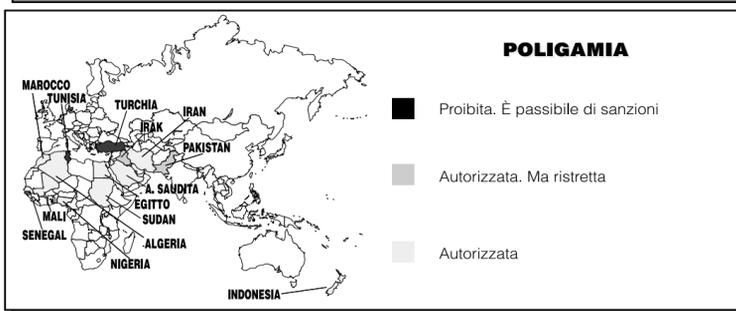 POLIGAMIA
MAROCCO
TUNISIA
TURCHIA
IRAN
IRAK
PAKISTAN
A. SAUDITA
EGITTO
SUDAN
MALI
SENEGAL
ALGERIA
NIGERIA
INDONESIA
Proibita. È passibile di sanzioni
Autorizzata. Ma ristretta
Autorizzata